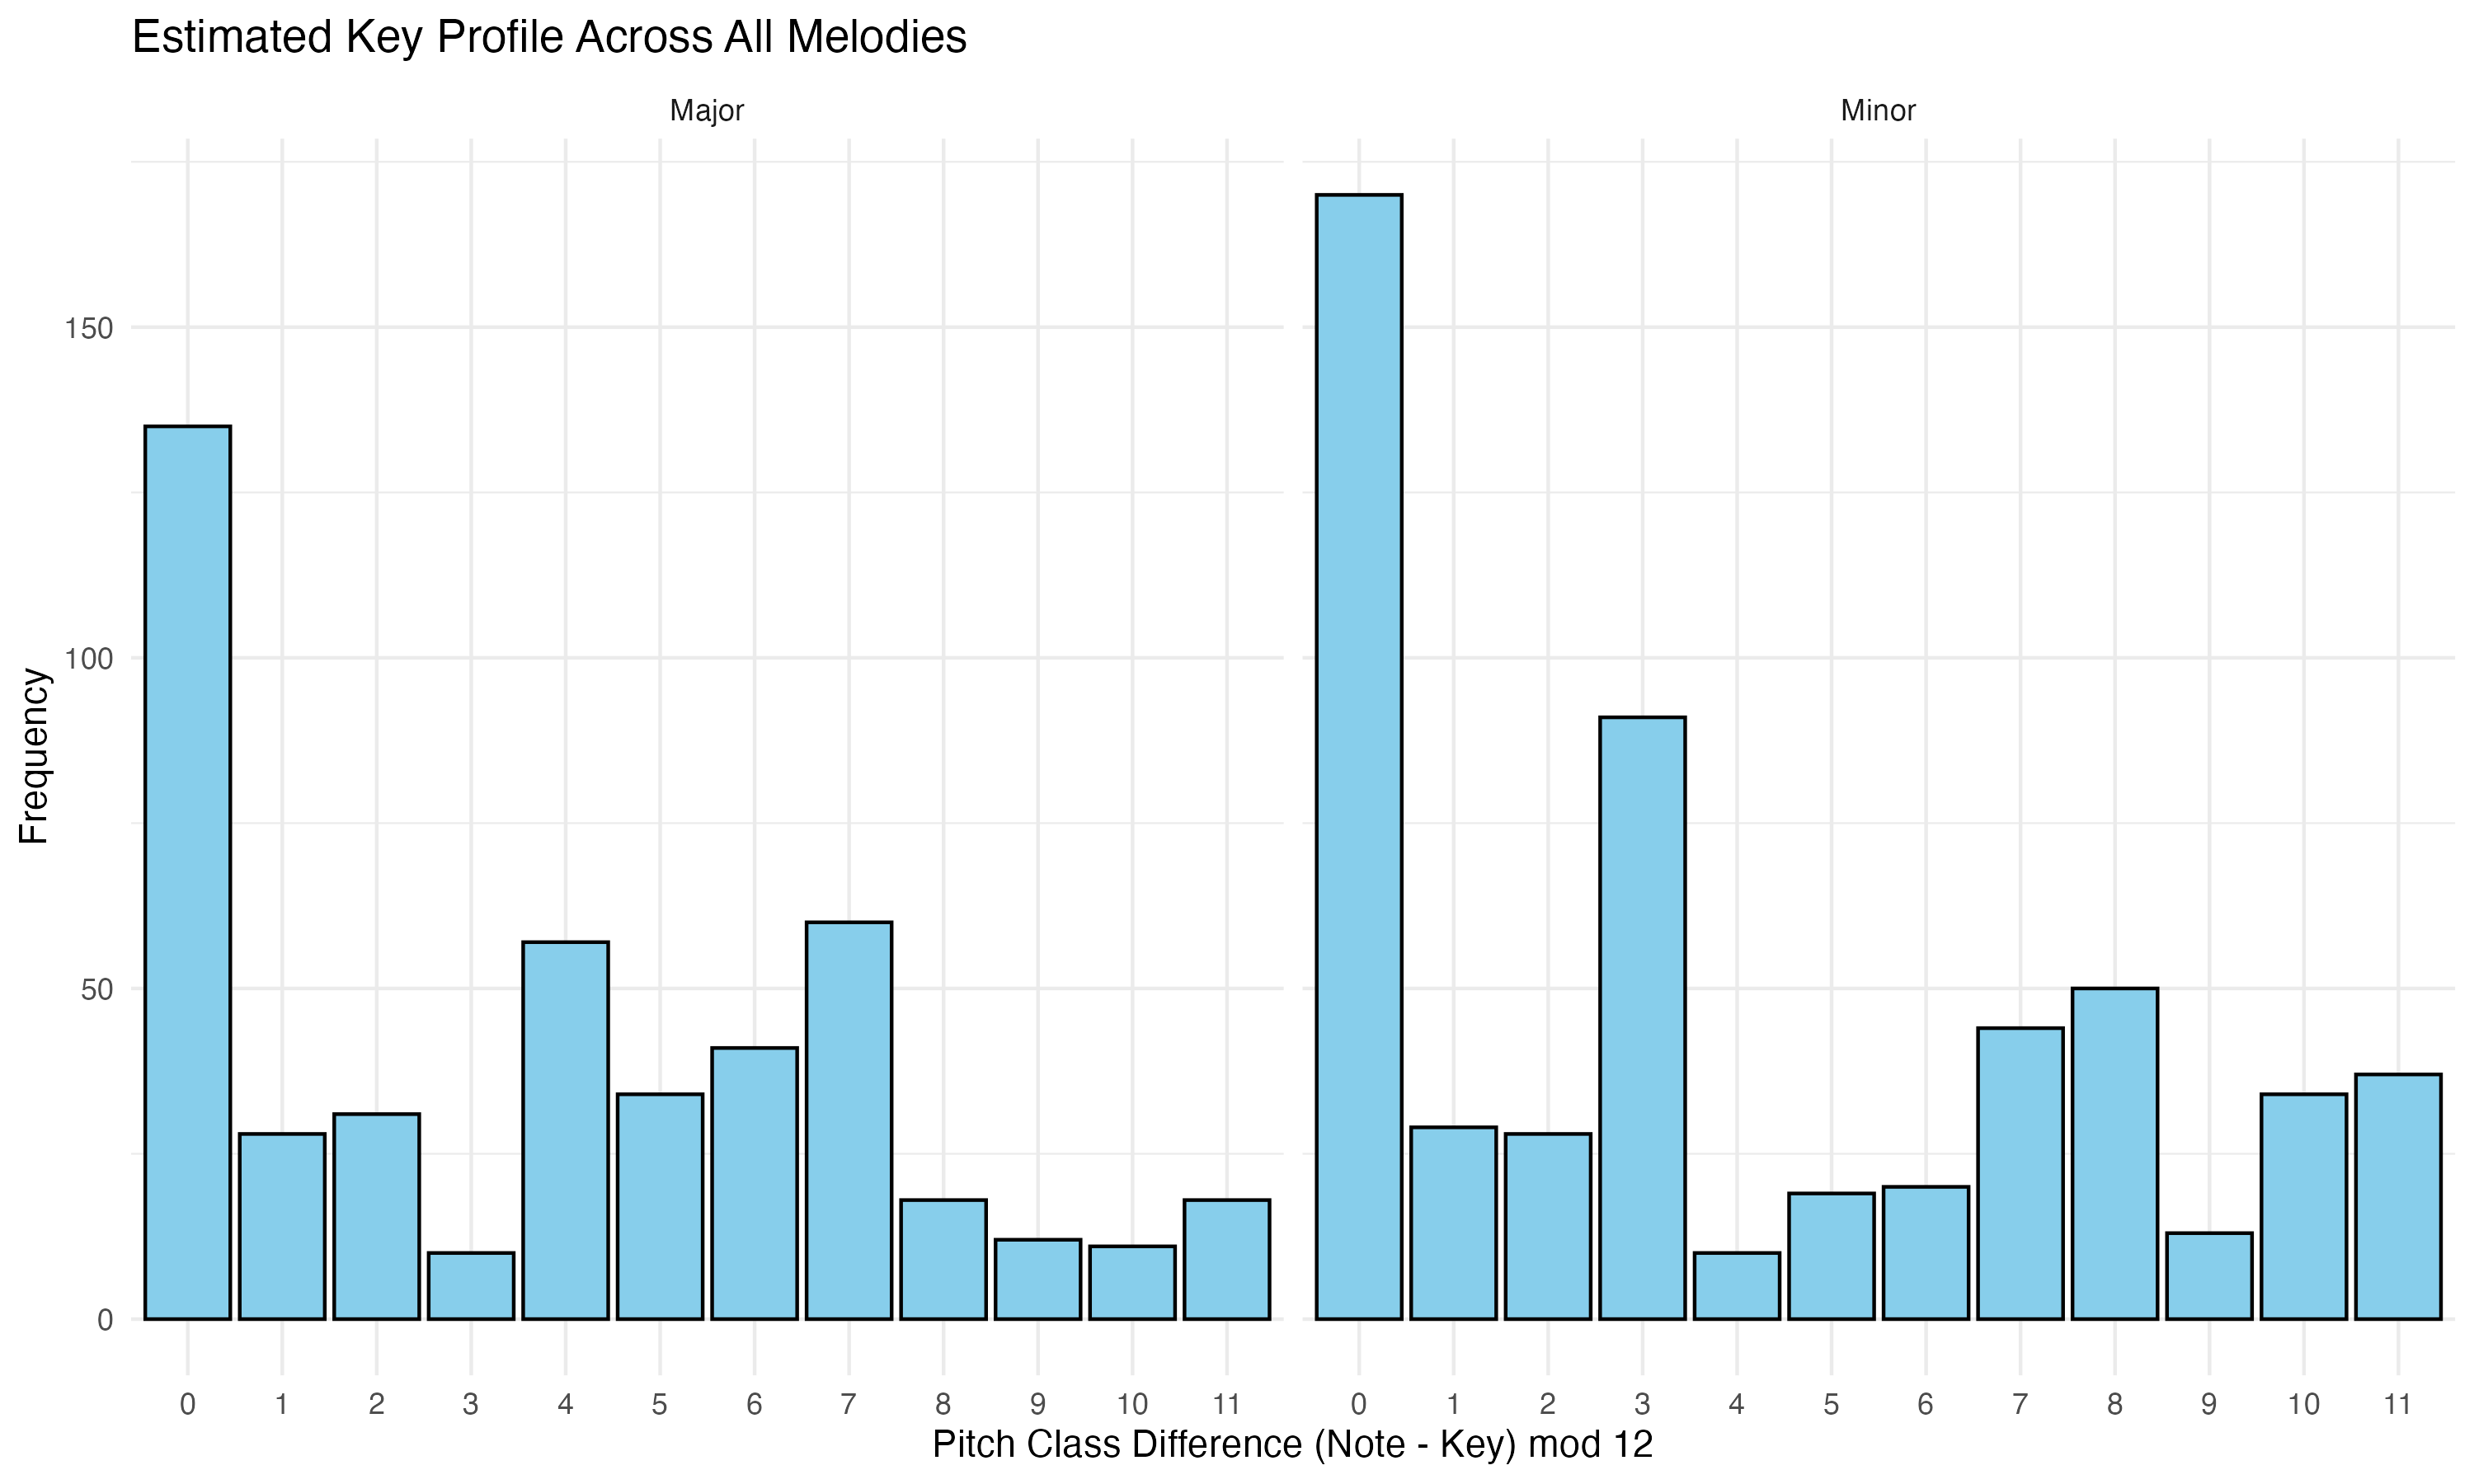 Estimated Key Profile Across All Melodies
Major
Minor
Frequency
150
100
50
0
0 1 2 3 4 5 6 7 8 9 10 11
0 1 2 3 4 5 6 7 8 9 10 11
Pitch Class Difference (Note - Key) mod 12